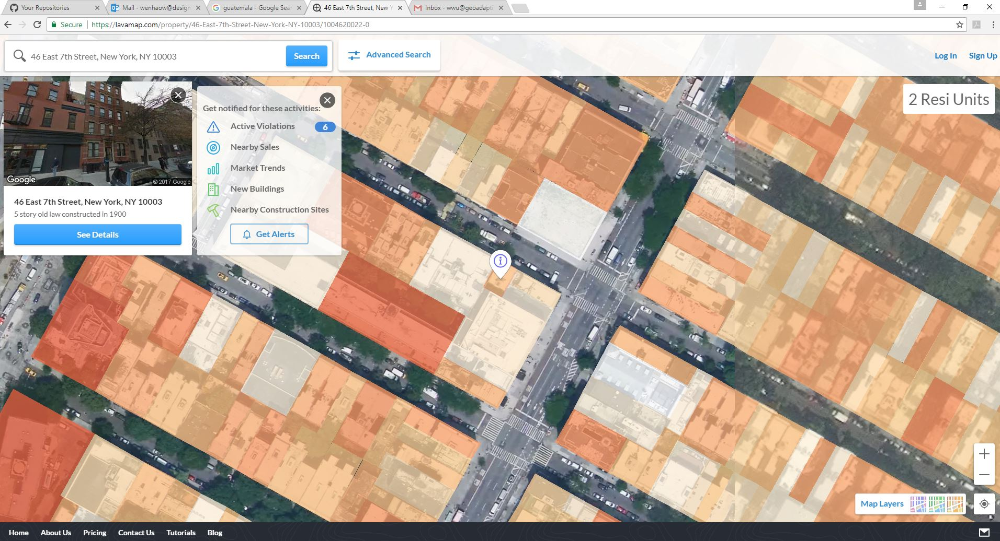 Your Repositories
Mail - wenhaow@design
guatemala - Google Sear
46 East 7th Street, New Y
Inbox - wwu@geoadapti
Secure
https://lavamap.com/property/46-East-7th-Street-New-York-NY-10003/1004620022-0
46 East 7th Street, New York, NY 10003
Search
Advanced Search
Log In
Sign Up
2 Resi Units
Google
© 2017 Google
46 East 7th Street, New York, NY 10003
5 story old law constructed in 1900
See Details
Get notified for these activities:
Active Violations 6
Nearby Sales
Market Trends
New Buildings
Nearby Construction Sites
Get Alerts
Map Layers
Home About Us Pricing Contact Us Tutorials Blog